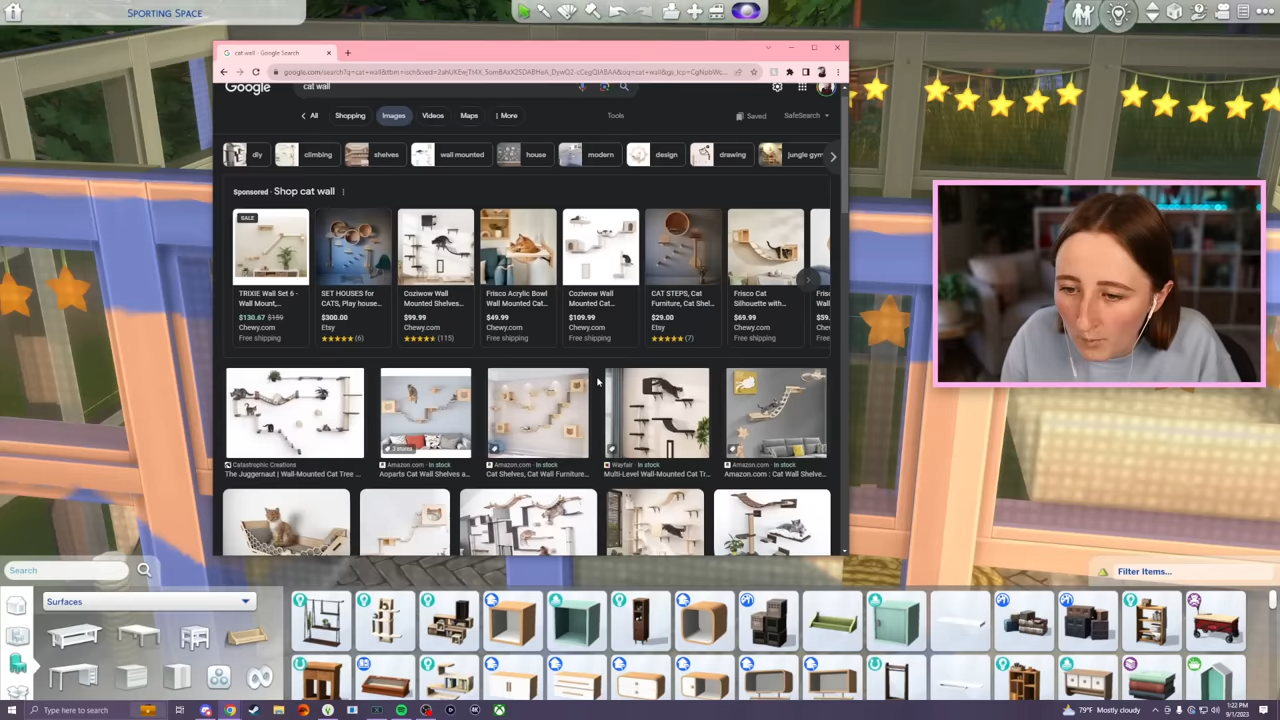 Sporting Space
cat wall - Google Search
Google
cat wall
All
Shopping
Images
Videos
Maps
More
Tools
Saved
SafeSearch
diy
climbing
shelves
wall mounted
house
modern
design
drawing
jungle gym
Sponsored · Shop cat wall
SALE
TRIXIE Wall Set 6 -
Wall Mount,...
$130.67 $159
Chewy.com
Free shipping
SET HOUSES for
CATS, Play house...
$300.00
Etsy
(6)
Coziwow Wall
Mounted Shelves...
$99.99
Chewy.com
(115)
Frisco Acrylic Bowl
Wall Mounted Cat...
$49.99
Chewy.com
Free shipping
Coziwow Wall
Mounted Cat...
$109.99
Chewy.com
Free shipping
CAT STEPS, Cat
Furniture, Cat Shel...
$29.00
Etsy
(7)
Frisco Cat
Silhouette with...
$69.99
Chewy.com
Free shipping
Catastrophic Creations
The Juggernaut | Wall-Mounted Cat Tree ...
Amazon.com · In stock
Aoparts Cat Wall Shelves a...
Amazon.com · In stock
Cat Shelves, Cat Wall Furniture...
Wayfair · In stock
Multi-Level Wall-Mounted Cat Tr...
Amazon.com · In stock
Amazon.com : Cat Wall Shelve...
Search
Filter Items...
Surfaces
Type here to search
79°F Mostly cloudy
1:22 PM
9/1/2023